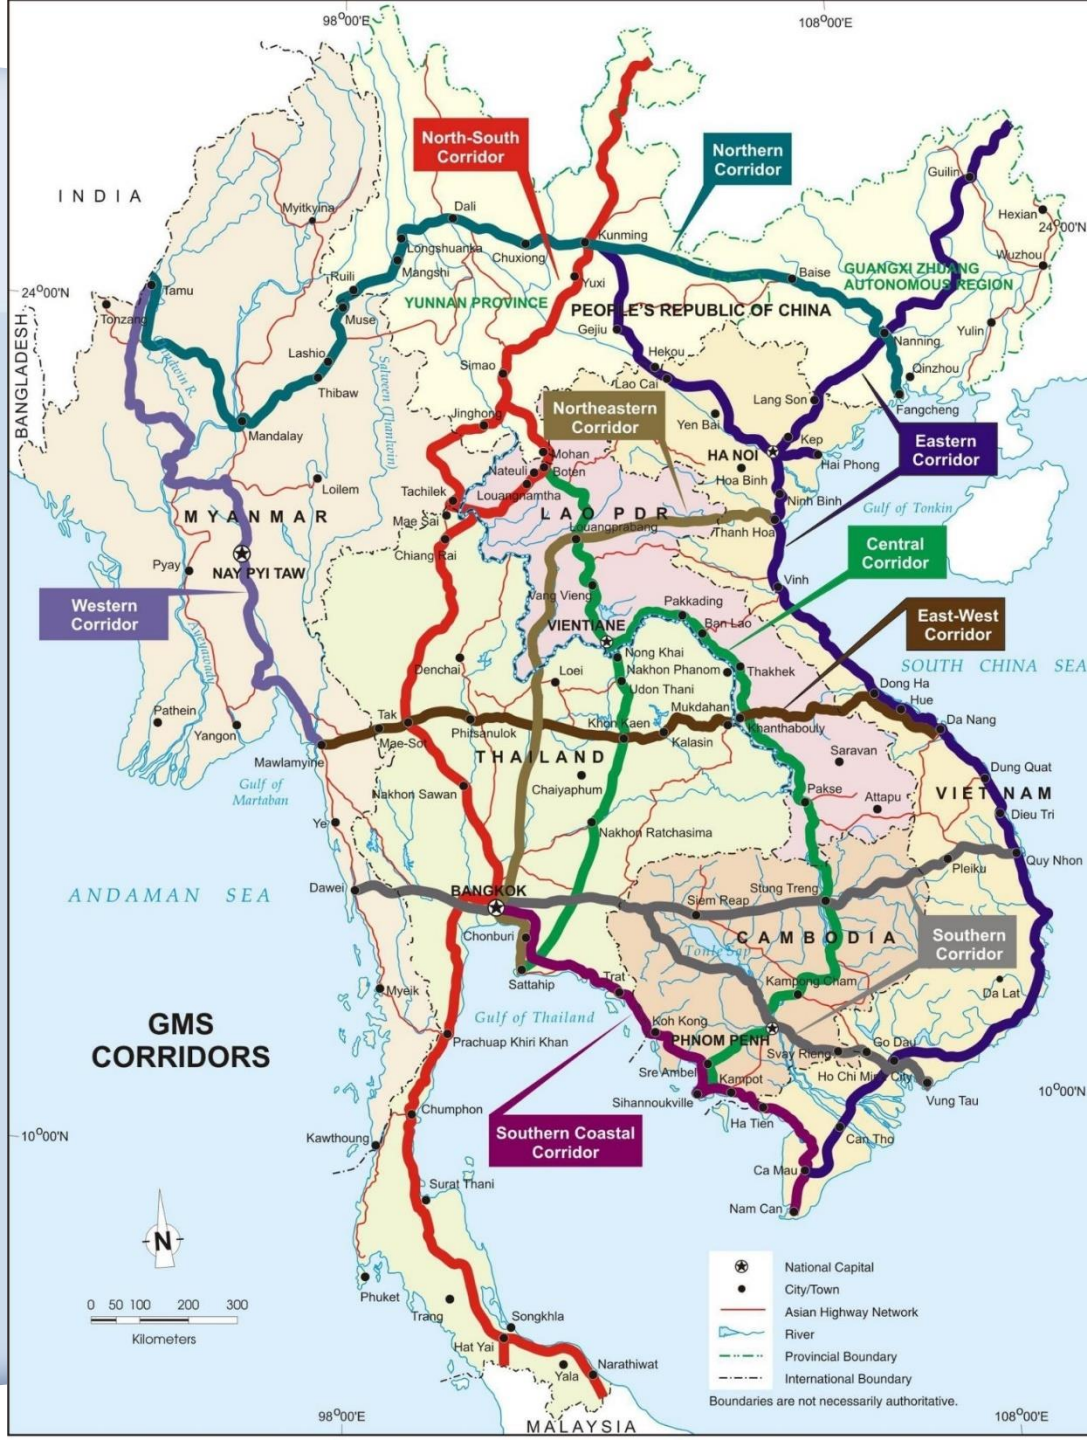 98°00'E
108°00'E
North-South
Corridor
Northern
Corridor
INDIA
Myitkyina
Dali
Guilin
Hexian
24°00'N
Kunming
Longshuanka
Chuxiong
Mangshi
Wuzhou
Baise
GUANGXI ZHUANG
AUTONOMOUS REGION
Ruili
Yuxi
Tamu
24°00'N
YUNNAN PROVINCE
PEOPLE'S REPUBLIC OF CHINA
Tonzang
Muse
Gejiu
Yulin
Nanning
BANGLADESH
Chindwin R.
Lashio
Salween (Thanlwin)
Simao
Hekou
Lao Cai
Qinzhou
Thibaw
Lang Son
Fangcheng
Northeastern
Corridor
Jinghong
Yen Bai
Mandalay
Kep
Eastern
Corridor
Mohan
HA NOI
Hai Phong
Nateuli
Boten
Hoa Binh
Loilem
Louangnamtha
Tachilek
Ninh Binh
Gulf of Tonkin
MYANMAR
LAO PDR
Mae Sai
Louangprabang
Thanh Hoa
Chiang Rai
Central
Corridor
Pyay
NAY PYI TAW
Vinh
Vang Vieng
Western
Corridor
Pakkading
East-West
Corridor
Ayeyawady R.
VIENTIANE
Ban Lao
Nong Khai
SOUTH CHINA SEA
Denchai
Loei
Nakhon Phanom
Thakhek
Udon Thani
Dong Ha
Pathein
Yangon
Tak
Mukdahan
Hue
Khon Kaen
Da Nang
Phitsanulok
Khanthabouly
Mae-Sot
Kalasin
Mawlamyine
THAILAND
Saravan
Gulf of
Martaban
Chaiyaphum
Dung Quat
Nakhon Sawan
Pakse
Attapu
VIET NAM
Dieu Tri
Ye
Nakhon Ratchasima
Quy Nhon
Pleiku
Dawei
BANGKOK
Stung Treng
ANDAMAN SEA
Siem Reap
Chonburi
CAMBODIA
Southern
Corridor
Tonle Sap
Sattahip
Trat
Kampong Cham
Myeik
Da Lat
GMS
CORRIDORS
Gulf of Thailand
Koh Kong
Prachuap Khiri Khan
PHNOM PENH
Go Dau
Svay Rieng
Sre Ambel
Ho Chi Minh City
Kampot
10°00'N
Sihannoukville
Vung Tau
Chumphon
Ha Tien
Southern Coastal
Corridor
10°00'N
Kawthoung
Can Tho
Ca Mau
Surat Thani
Nam Can
N
National Capital
Phuket
City/Town
0 50 100 200 300
Trang
Songkhla
Asian Highway Network
Kilometers
River
Hat Yai
Provincial Boundary
Narathiwat
Yala
International Boundary
Boundaries are not necessarily authoritative.
98°00'E
108°00'E
MALAYSIA